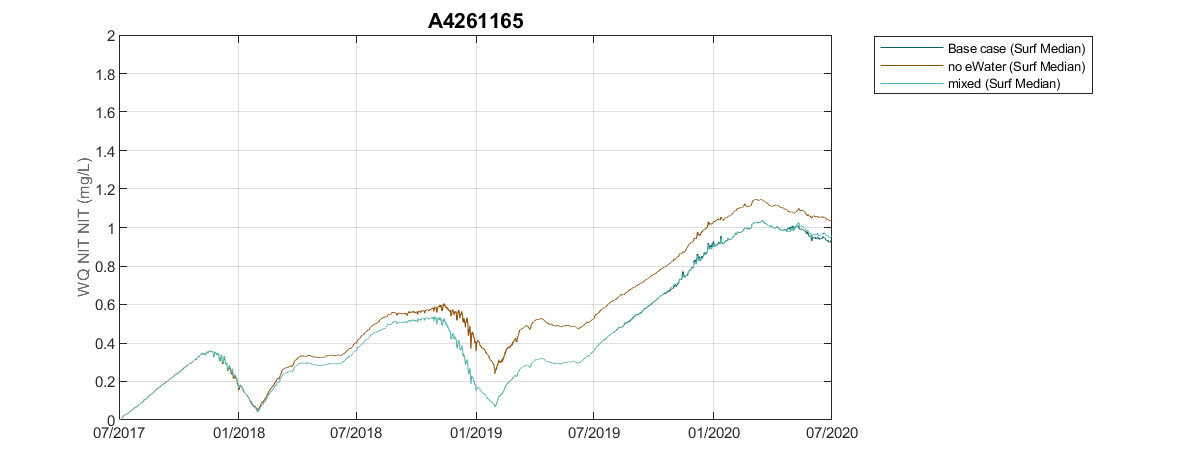 A4261165
2
1.8
1.6
1.4
1.2
1
0.8
0.6
0.4
0.2
0
WQ NIT NIT (mg/L)
07/2017 01/2018 07/2018 01/2019 07/2019 01/2020 07/2020
Base case (Surf Median)
no eWater (Surf Median)
mixed (Surf Median)